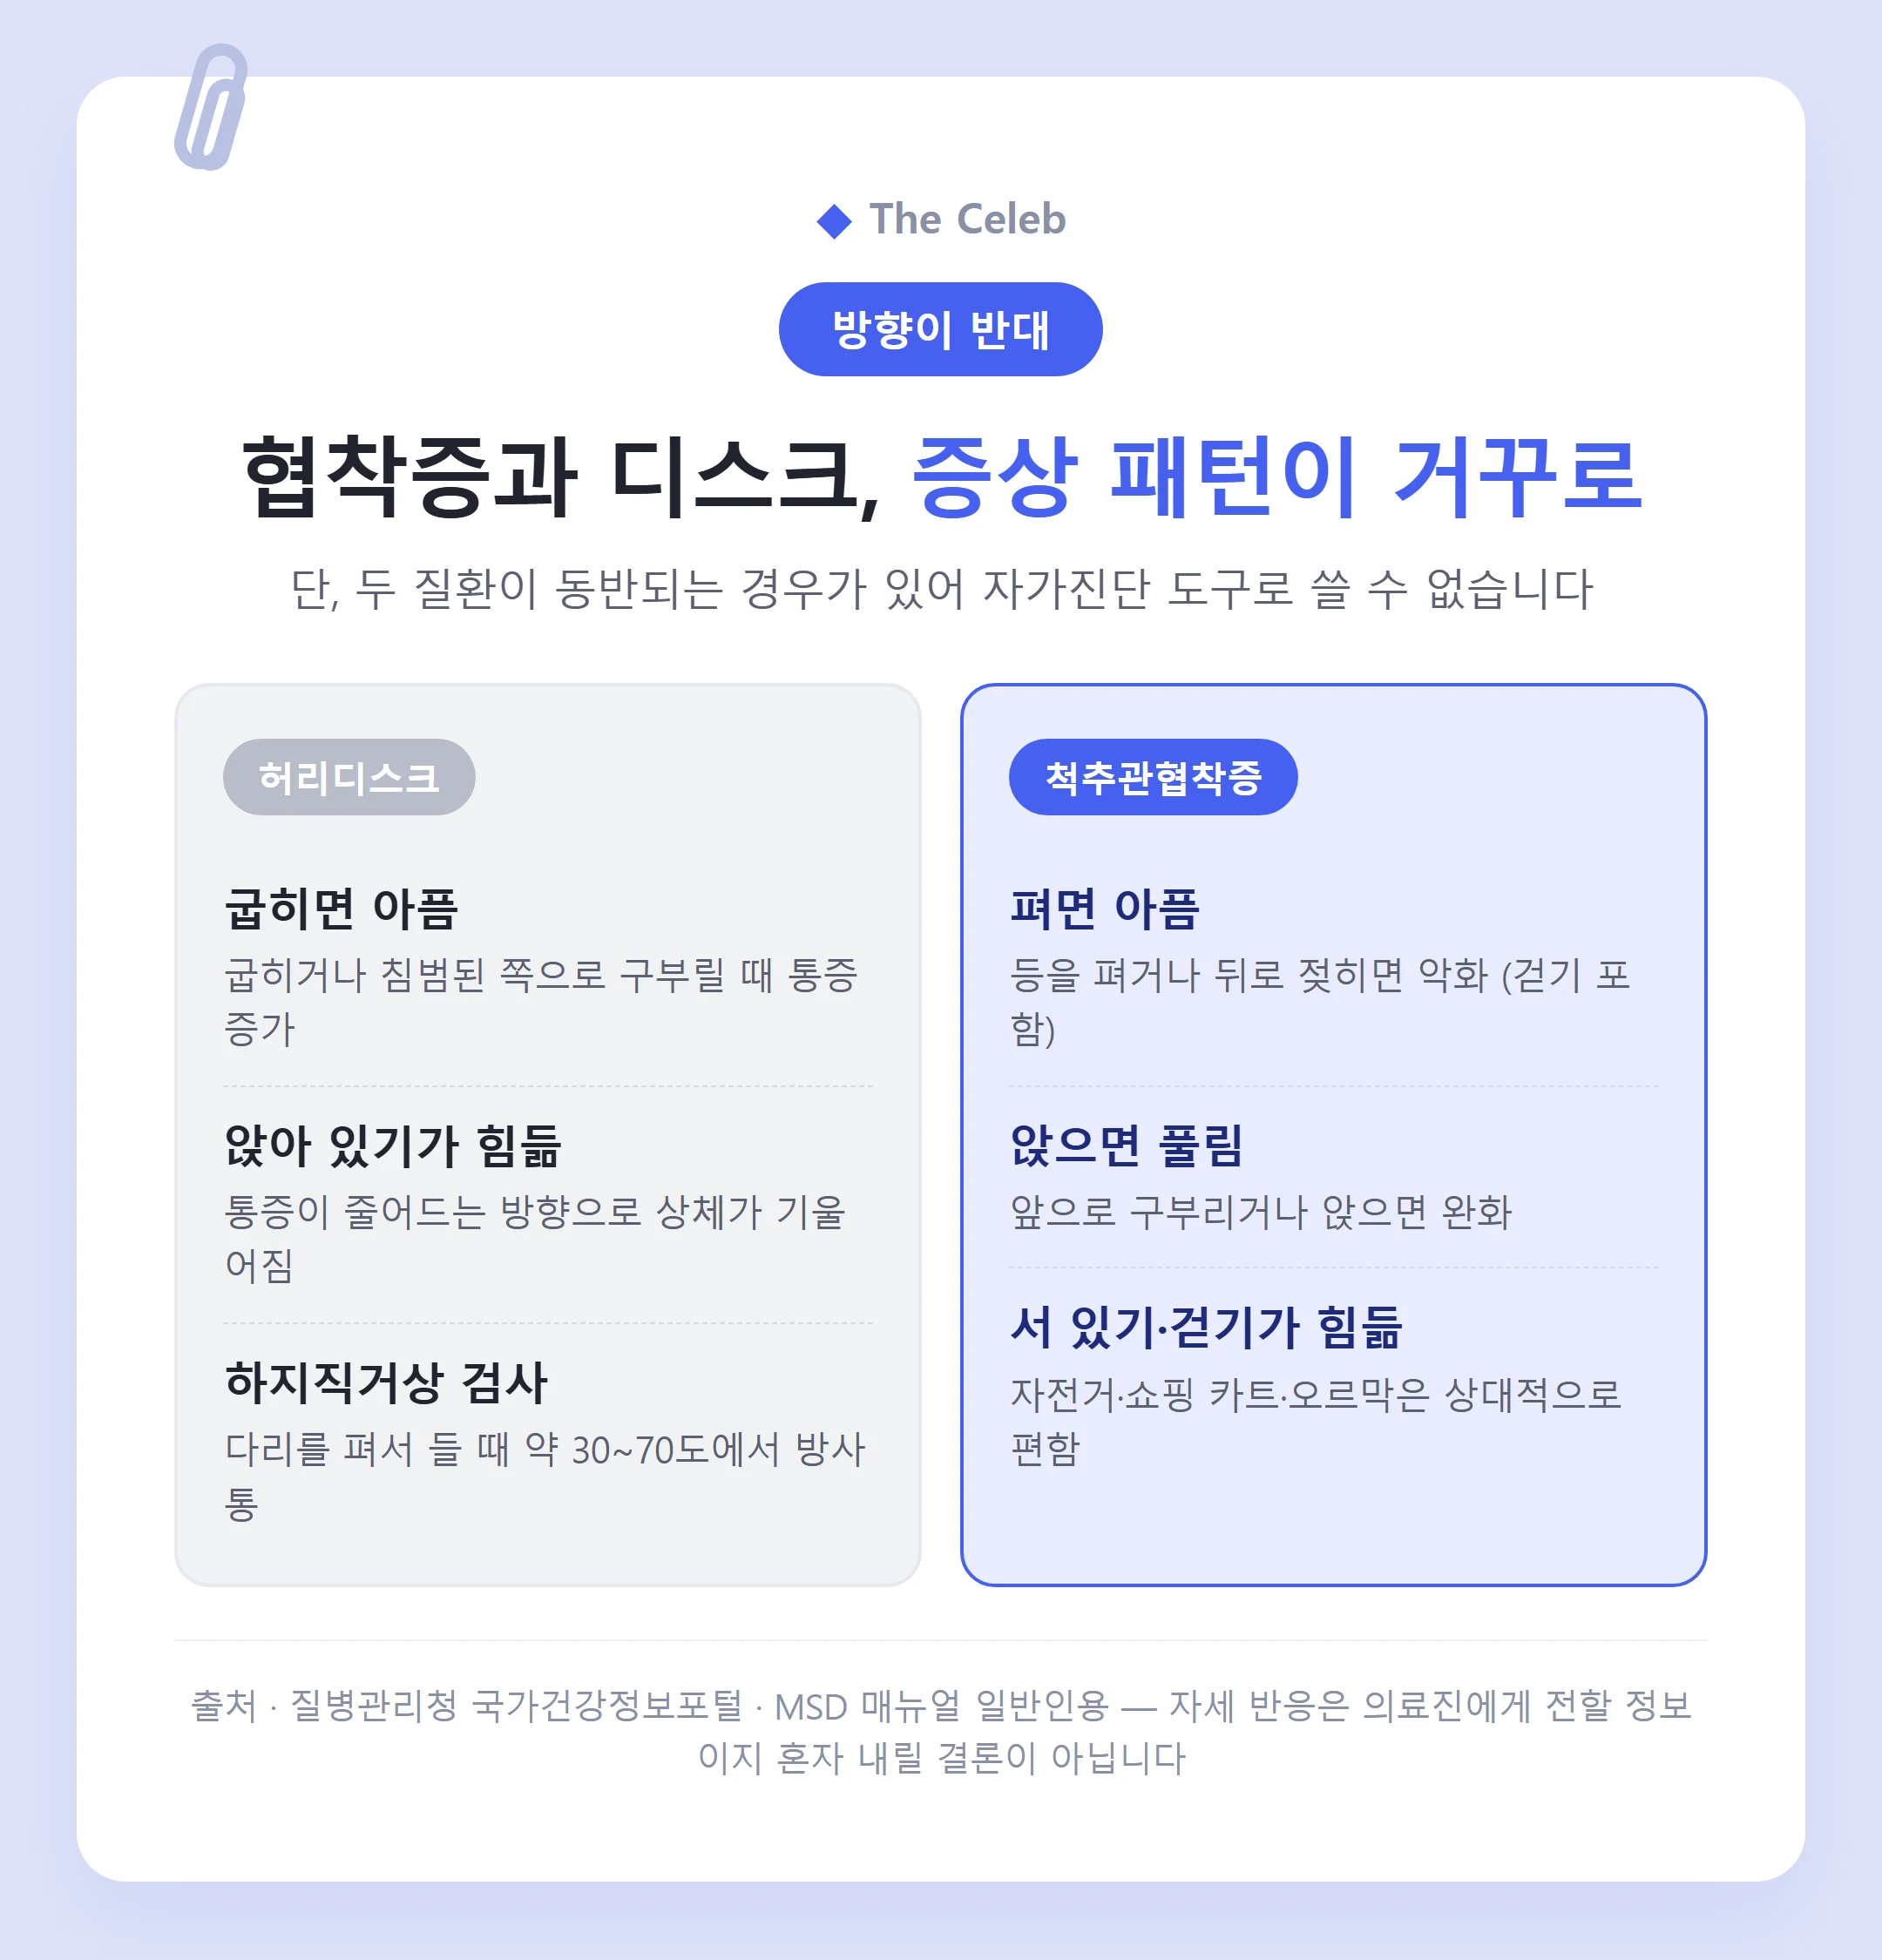 The Celeb
방향이 반대
협착증과 디스크, 증상 패턴이 거꾸로
단, 두 질환이 동반되는 경우가 있어 자가진단 도구로 쓸 수 없습니다
허리디스크
굽히면 아픔
굽히거나 침범된 쪽으로 구부릴 때 통증
증가
앉아 있기가 힘듦
통증이 줄어드는 방향으로 상체가 기울
어짐
하지직거상 검사
다리를 펴서 들 때 약 30~70도에서 방사
통
척추관협착증
펴면 아픔
등을 펴거나 뒤로 젖히면 악화 (걷기 포
함)
앉으면 풀림
앞으로 구부리거나 앉으면 완화
서 있기·걷기가 힘듦
자전거·쇼핑 카트·오르막은 상대적으로
편함
출처 · 질병관리청 국가건강정보포털 · MSD 매뉴얼 일반인용 — 자세 반응은 의료진에게 전할 정보
이지 혼자 내릴 결론이 아닙니다